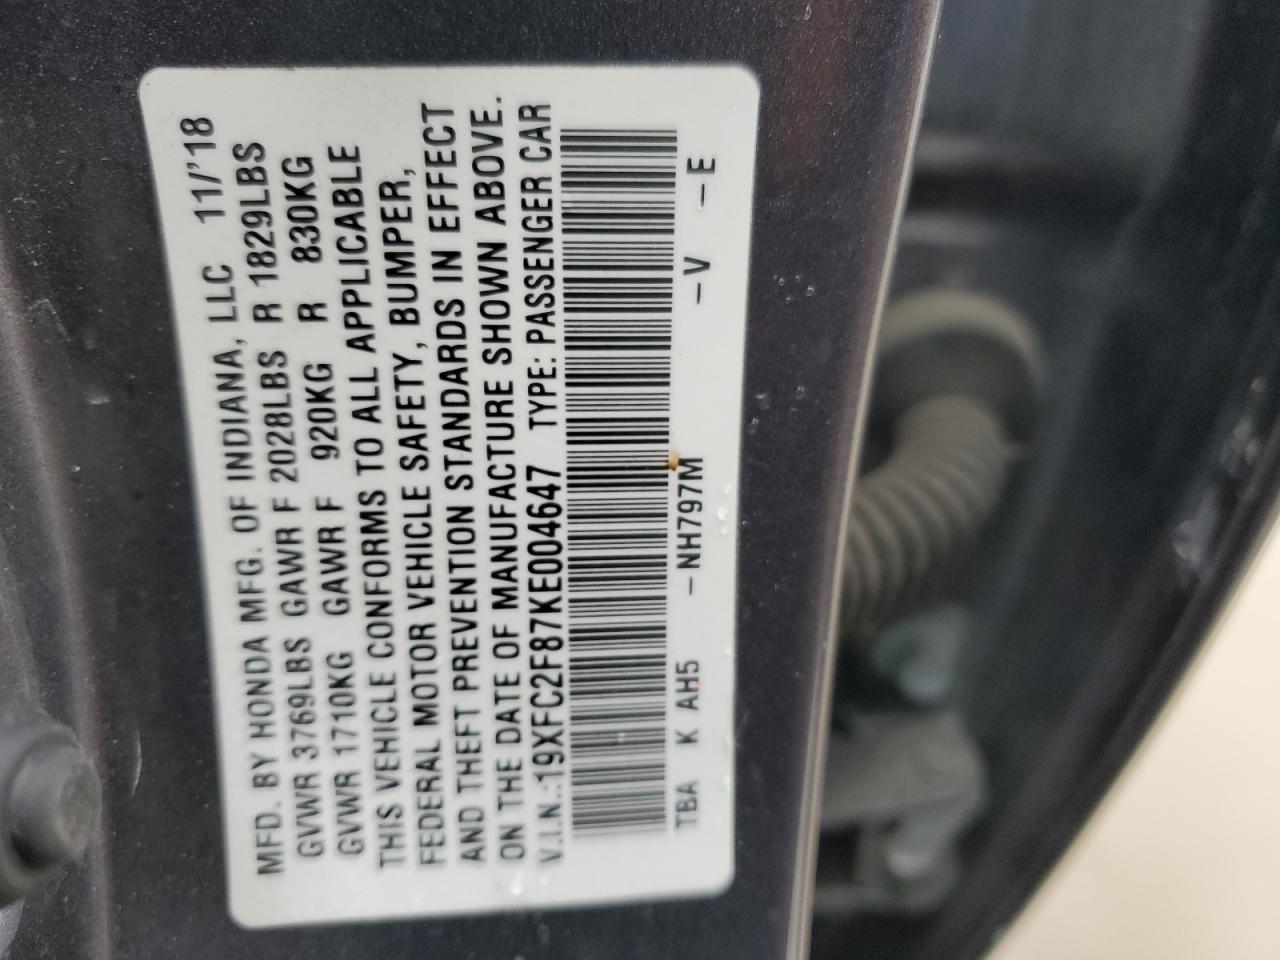 MFD. BY HONDA MFG. OF INDIANA, LLC 11/'18
GVWR 3769LBS GAWR F 2028LBS R 1829LBS
GVWR 1710KG GAWR F 920KG R 830KG
THIS VEHICLE CONFORMS TO ALL APPLICABLE
FEDERAL MOTOR VEHICLE SAFETY, BUMPER,
AND THEFT PREVENTION STANDARDS IN EFFECT
ON THE DATE OF MANUFACTURE SHOWN ABOVE.
V.I.N.:19XFC2F87KE004647 TYPE: PASSENGER CAR
TBA K AH5 -NH797M -V -E